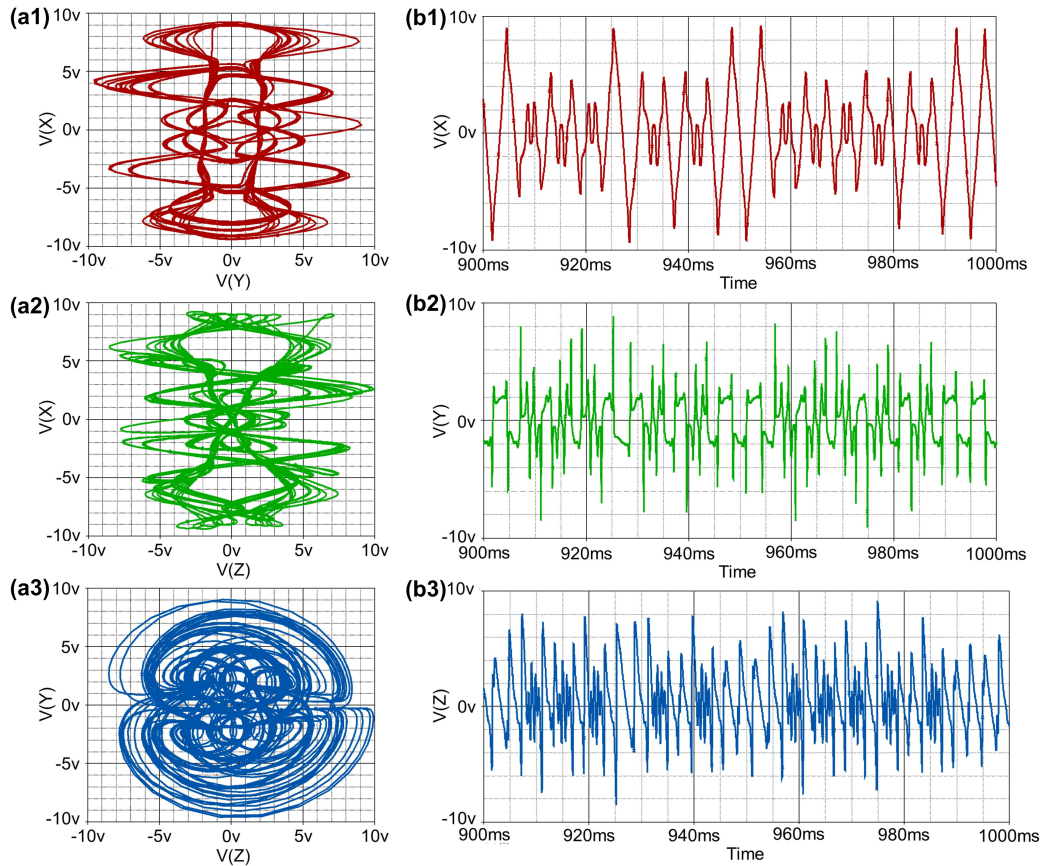 (a1)
10v
5v
0v
-5v
-10v
V(X)
-10v -5v 0v 5v 10v
V(Y)
(b1)
10v
0v
-10v
V(X)
900ms 920ms 940ms 960ms 980ms 1000ms
Time
(a2)
10v
5v
0v
-5v
-10v
V(X)
-10v -5v 0v 5v 10v
V(Z)
(b2)
10v
0v
-10v
V(Y)
900ms 920ms 940ms 960ms 980ms 1000ms
Time
(a3)
10v
5v
0v
-5v
-10v
V(Y)
-10v -5v 0v 5v 10v
V(Z)
(b3)
10v
0v
-10v
V(Z)
900ms 920ms 940ms 960ms 980ms 1000ms
Time